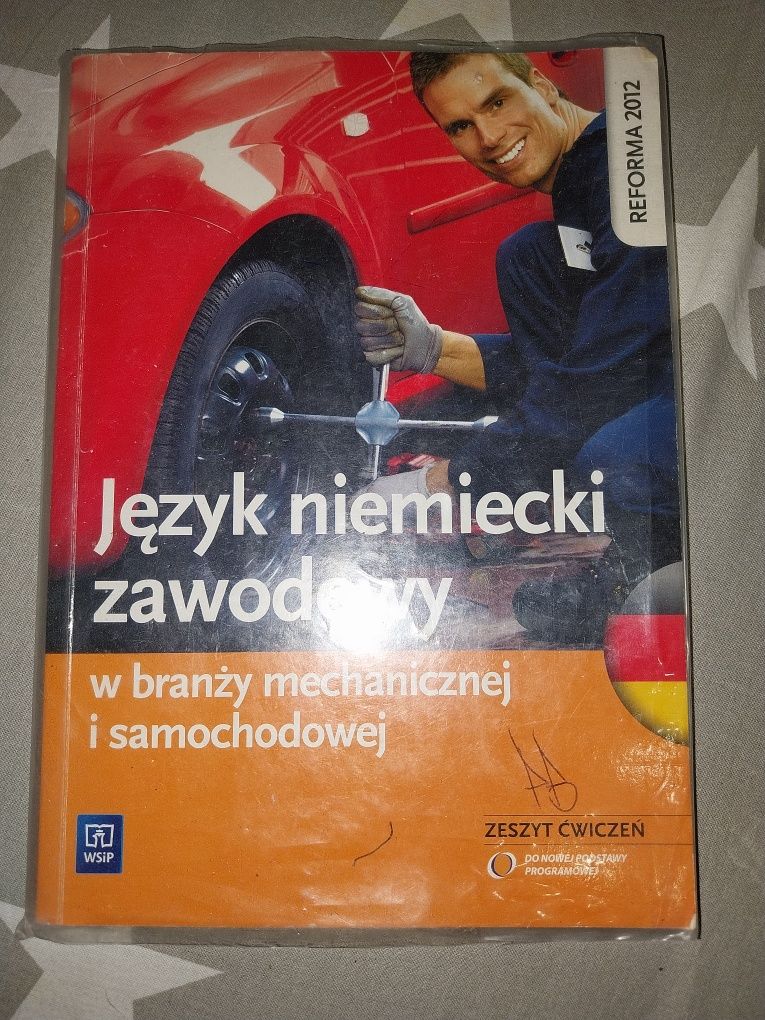 REFORMA 2012
Język niemiecki
zawodowy
w branży mechanicznej
i samochodowej
ZESZYT ĆWICZEŃ
WSiP
DO NOWEJ PODSTAWY
PROGRAMOWEJ